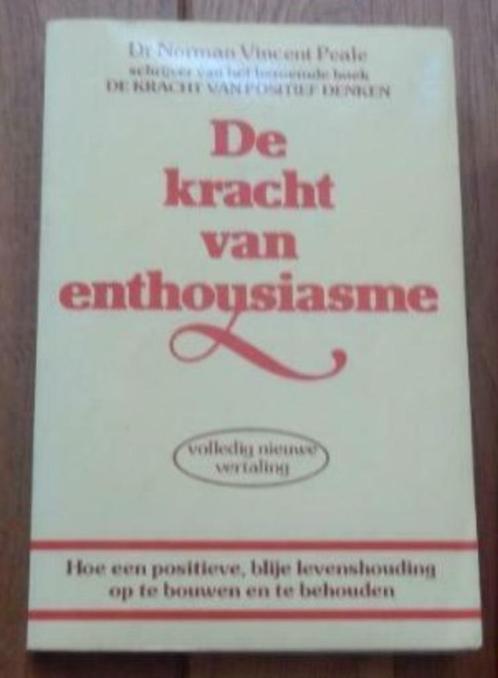 Dr Norman Vincent Peale
schrijver van het beroemde boek
DE KRACHT VAN POSITIEF DENKEN
De
kracht
van
enthousiasme
volledig nieuwe
vertaling
Hoe een positieve, blije levenshouding
op te bouwen en te behouden